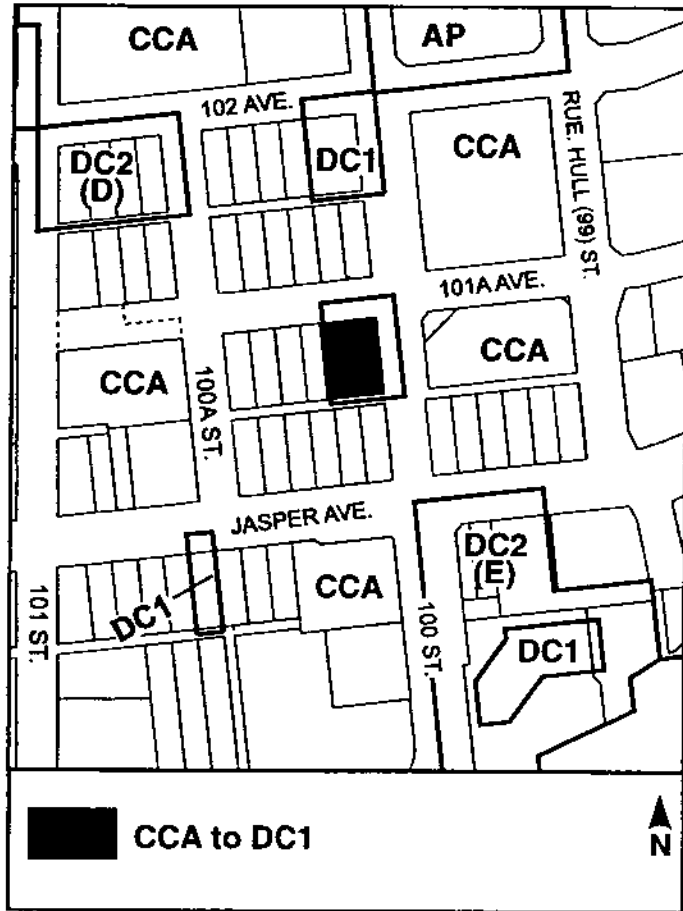 CCA
AP
102 AVE.
DC2
(D)
DC1
CCA
RUE. HULL (99) ST.
101A AVE.
CCA
100A ST.
CCA
JASPER AVE.
DC2
(E)
DC1
CCA
101 ST.
100 ST.
DC1
CCA to DC1
N